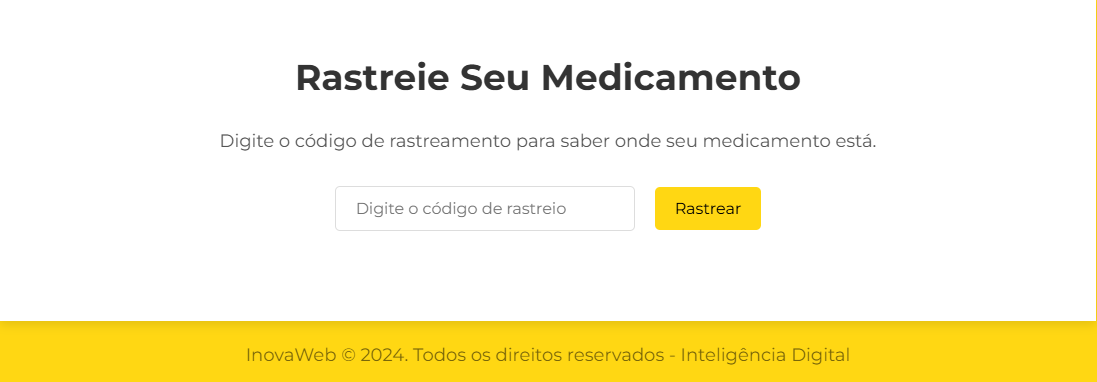 Rastreie Seu Medicamento
Digite o código de rastreamento para saber onde seu medicamento está.
Digite o código de rastreio
Rastrear
InovaWeb © 2024. Todos os direitos reservados - Inteligência Digital